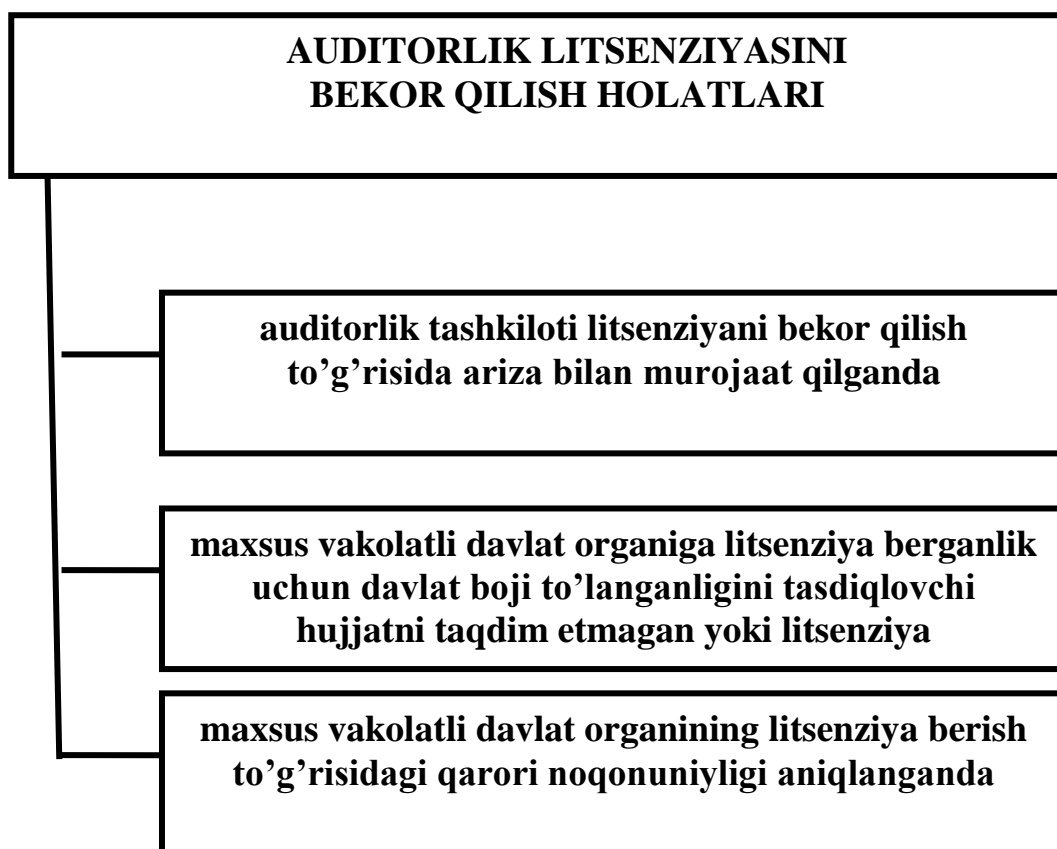 AUDITORLIK LITSENZIYASINI
BEKOR QILISH HOLATLARI
auditorlik tashkiloti litsenziyani bekor qilish
to’g’risida ariza bilan murojaat qilganda
maxsus vakolatli davlat organiga litsenziya berganlik
uchun davlat boji to’langanligini tasdiqlovchi
hujjatni taqdim etmagan yoki litsenziya
maxsus vakolatli davlat organining litsenziya berish
to’g’risidagi qarori noqonuniyligi aniqlanganda